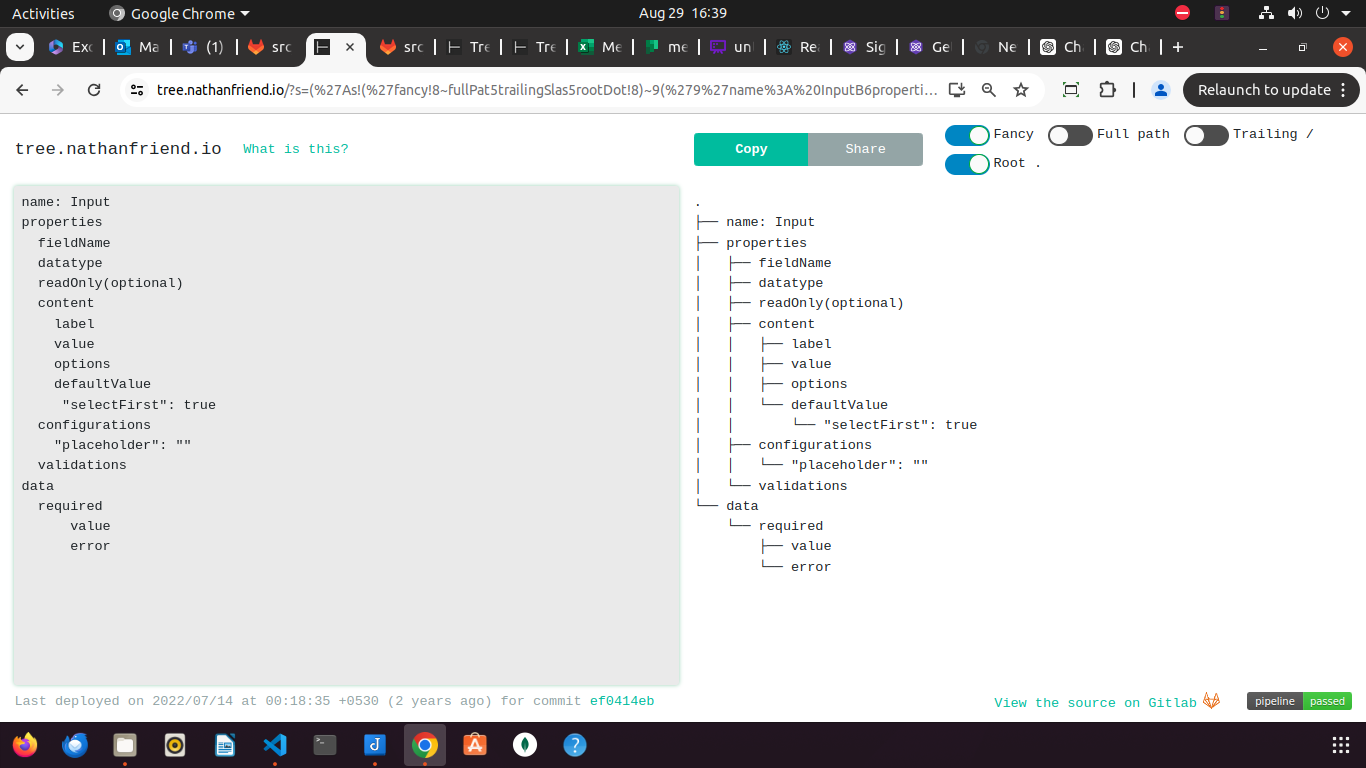 Activities
Google Chrome
Aug 29 16:39
Exc
Ma
(1)
src
src
Tre
Tre
Me
me
un
Rea
Sig
Ge
Ne
Cha
Cha
tree.nathanfriend.io/?s=(%27As!(%27fancy!8~fullPat5trailingSlas5rootDot!8)~9(%279%27name%3A%20InputB6properti…
Relaunch to update
tree.nathanfriend.io
What is this?
Copy
Share
Fancy
Full path
Trailing /
Root .
name: Input
properties
  fieldName
  datatype
  readOnly(optional)
  content
    label
    value
    options
    defaultValue
     "selectFirst": true
  configurations
    "placeholder": ""
  validations
data
  required
      value
      error
.
├── name: Input
├── properties
│   ├── fieldName
│   ├── datatype
│   ├── readOnly(optional)
│   ├── content
│   │   ├── label
│   │   ├── value
│   │   ├── options
│   │   └── defaultValue
│   │       └── "selectFirst": true
│   ├── configurations
│   │   └── "placeholder": ""
│   └── validations
└── data
    └── required
        ├── value
        └── error
Last deployed on 2022/07/14 at 00:18:35 +0530 (2 years ago) for commit ef0414eb
View the source on Gitlab
pipeline passed